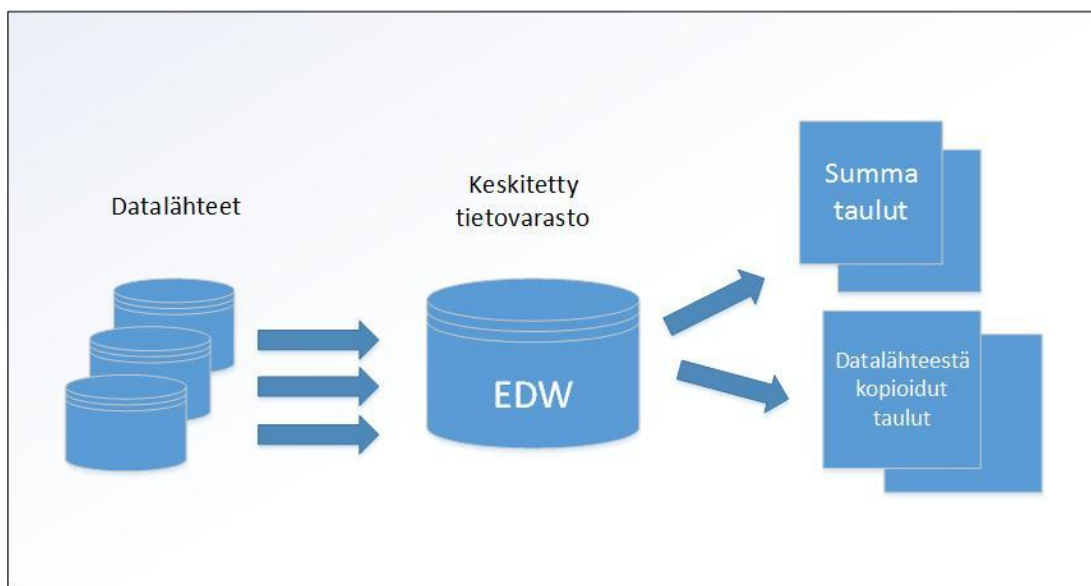 Datalähteet
Keskitetty
tietovarasto
EDW
Summa
taulut
Datalähteestä
kopioidut
taulut